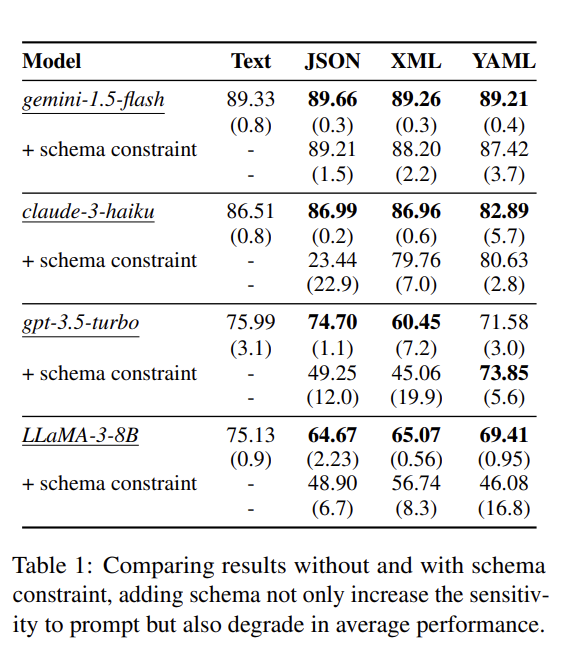 Model Text JSON XML YAML
gemini-1.5-flash 89.33 89.66 89.26 89.21
(0.8) (0.3) (0.3) (0.4)
+ schema constraint - 89.21 88.20 87.42
- (1.5) (2.2) (3.7)
claude-3-haiku 86.51 86.99 86.96 82.89
(0.8) (0.2) (0.6) (5.7)
+ schema constraint - 23.44 79.76 80.63
- (22.9) (7.0) (2.8)
gpt-3.5-turbo 75.99 74.70 60.45 71.58
(3.1) (1.1) (7.2) (3.0)
+ schema constraint - 49.25 45.06 73.85
- (12.0) (19.9) (5.6)
LLaMA-3-8B 75.13 64.67 65.07 69.41
(0.9) (2.23) (0.56) (0.95)
+ schema constraint - 48.90 56.74 46.08
- (6.7) (8.3) (16.8)
Table 1: Comparing results without and with schema
constraint, adding schema not only increase the sensitiv-
ity to prompt but also degrade in average performance.